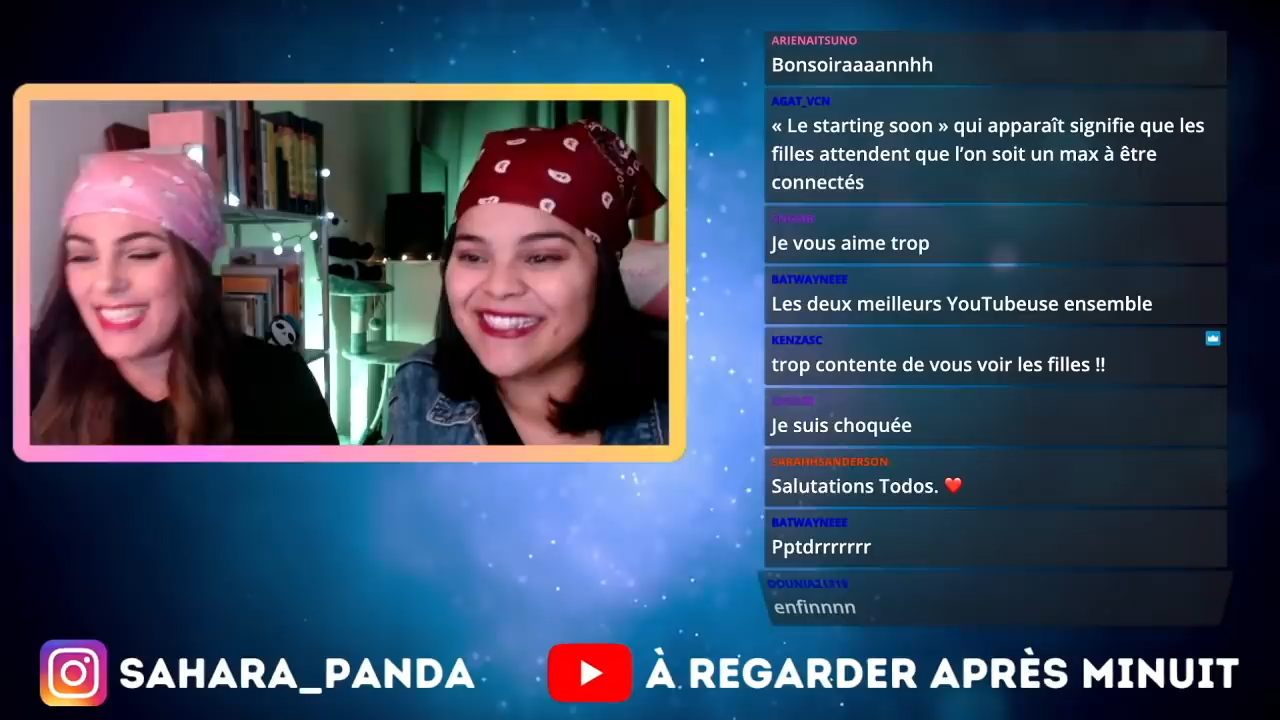 ARIENAITSUNO
Bonsoiraaaannhh
AGAT_VCN
« Le starting soon » qui apparaît signifie que les
filles attendent que l’on soit un max à être
connectés
Je vous aime trop
BATWAYNEEE
Les deux meilleurs YouTubeuse ensemble
KENZASC
trop contente de vous voir les filles !!
Je suis choquée
SARAHHSANDERSON
Salutations Todos. ❤️
BATWAYNEEE
Pptdrrrrrrr
enfinnnn
SAHARA_PANDA
À REGARDER APRÈS MINUIT